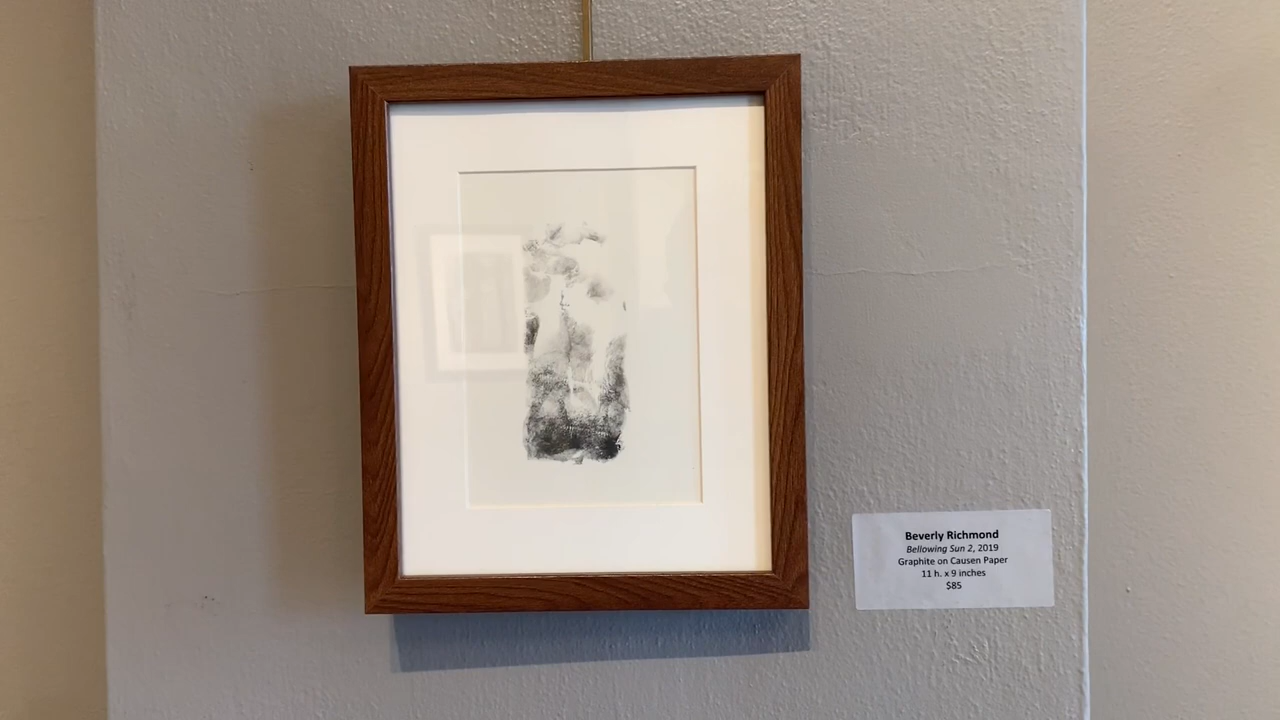 Beverly Richmond
Bellowing Sun 2, 2019
Graphite on Causen Paper
11 h. x 9 inches
$85